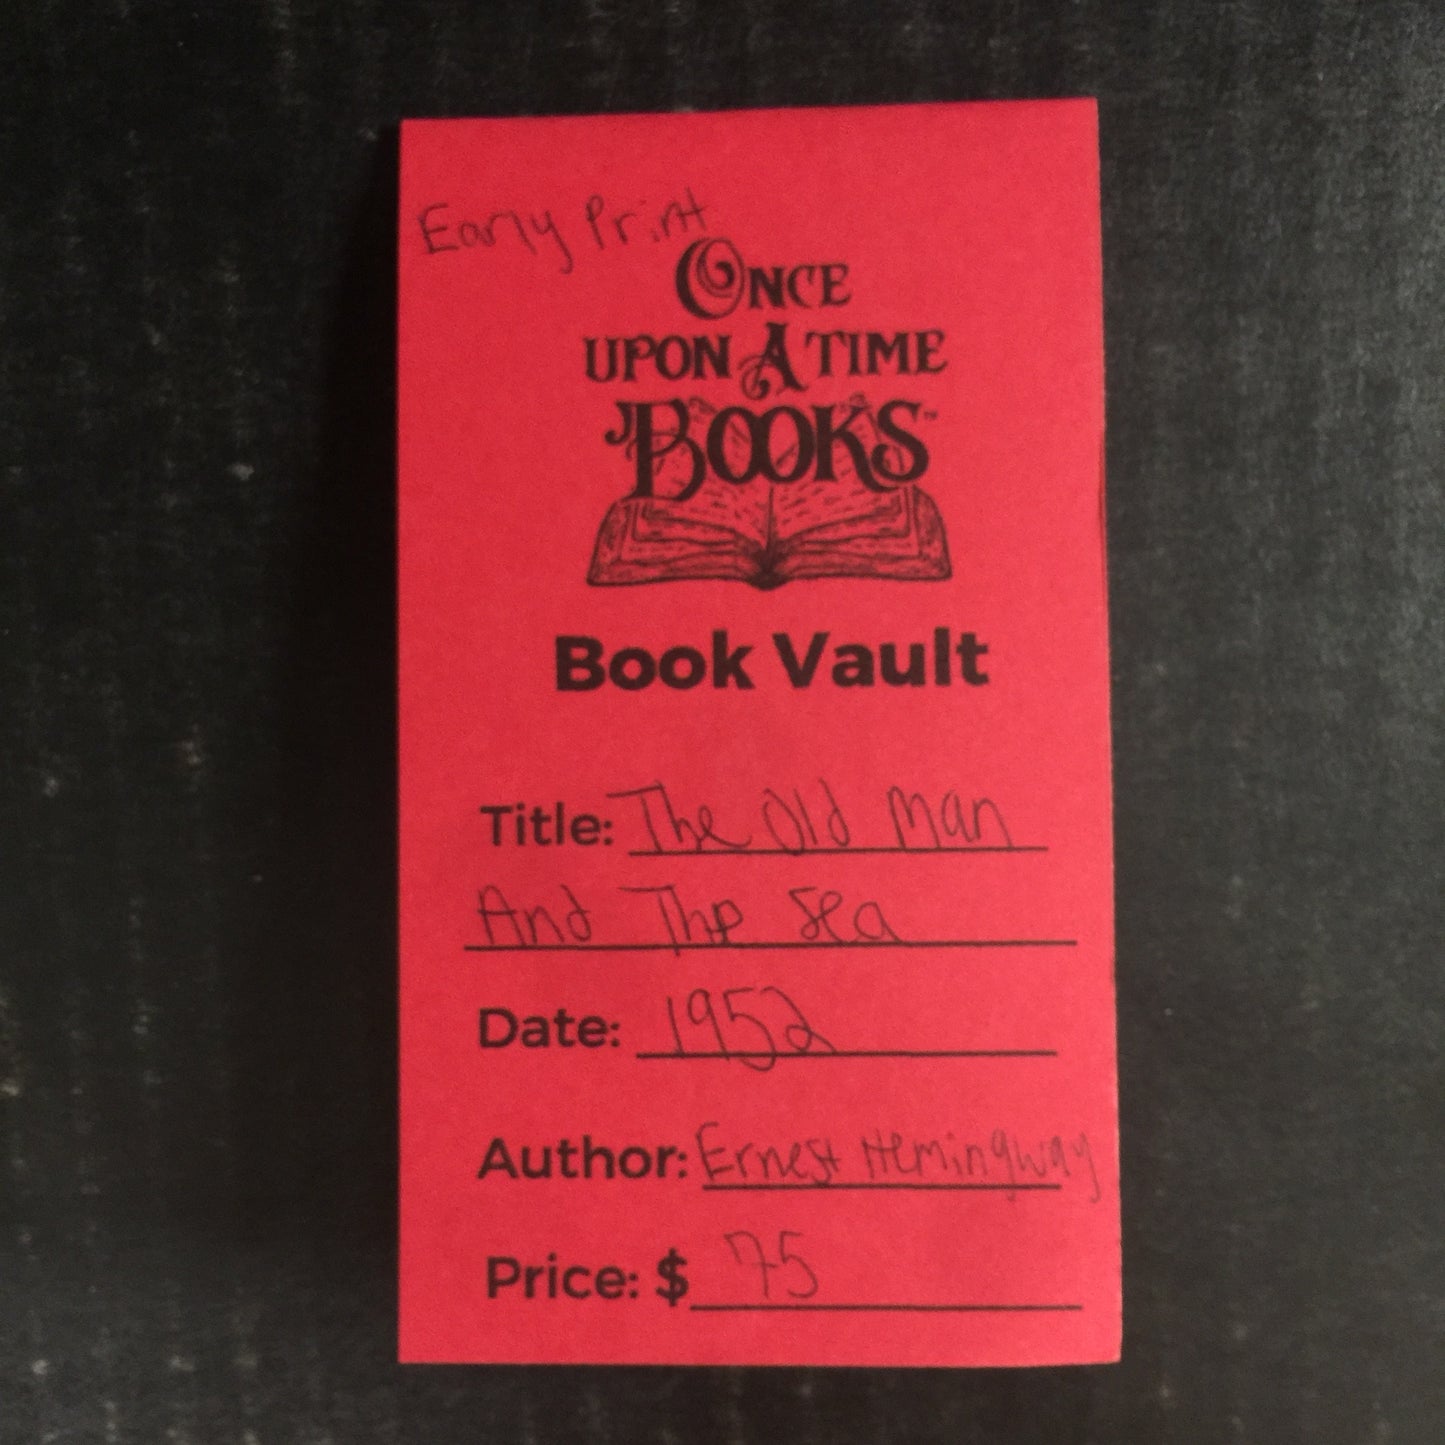 Early Print
ONCE
UPON A TIME
BOOKS™
Book Vault
Title: The Old Man
And The Sea
Date: 1952
Author: Ernest Hemingway
Price: $ 75